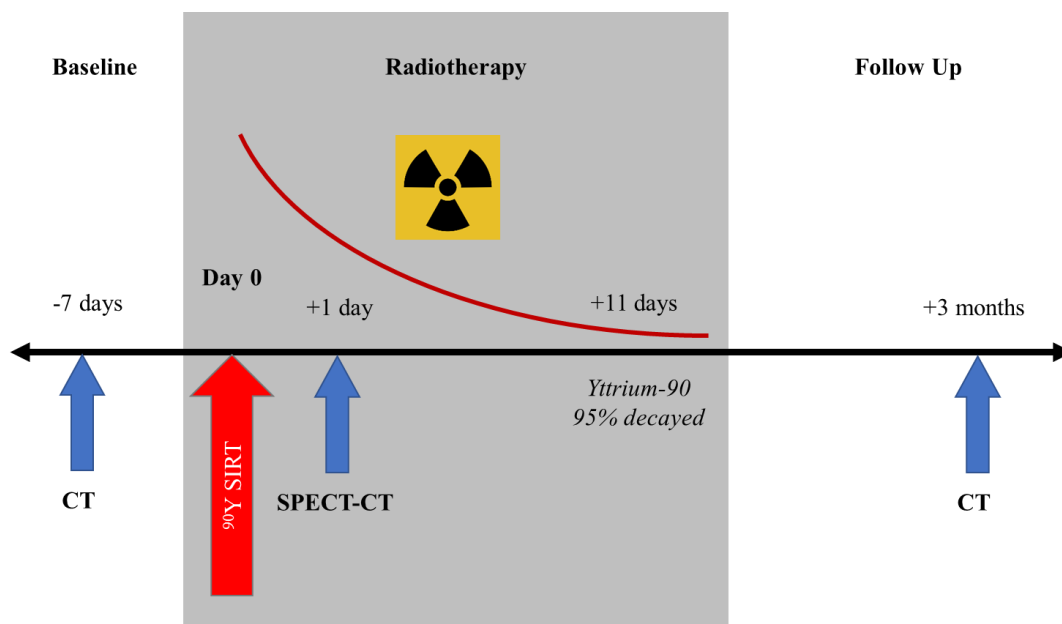 Baseline
Radiotherapy
Follow Up
Day 0
-7 days
+1 day
+11 days
+3 months
Yttrium-90
95% decayed
⁹⁰Y SIRT
CT
SPECT-CT
CT